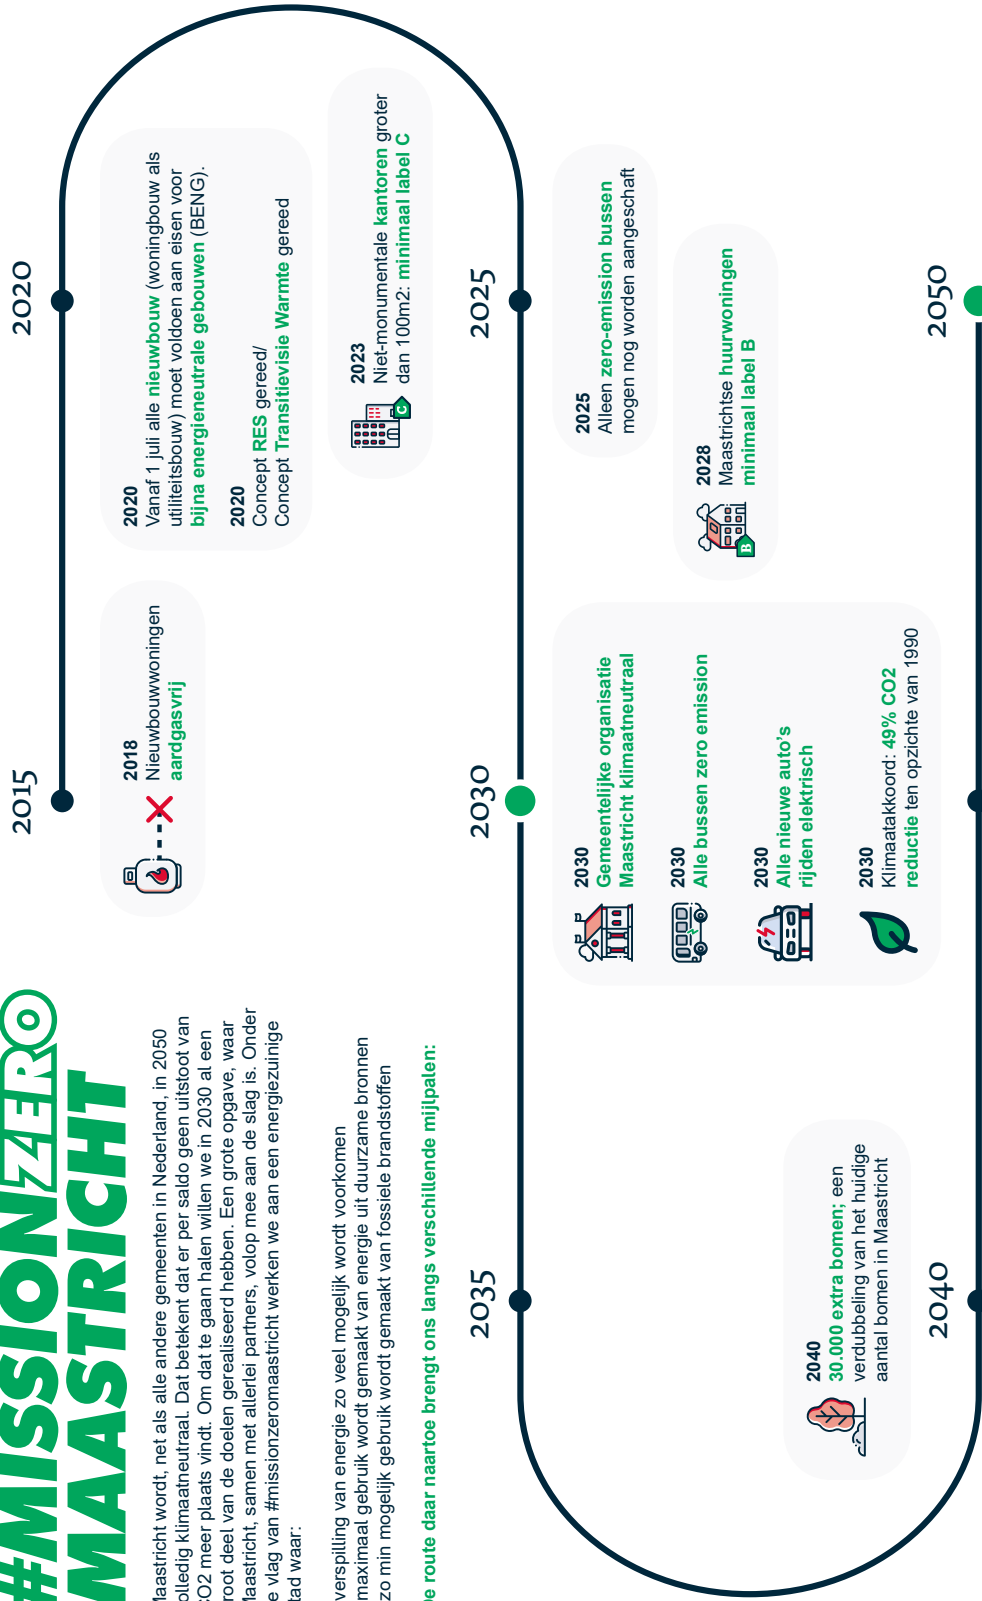 #MISSIONZERO
MAASTRICHT
Maastricht wordt, net als alle andere gemeenten in Nederland, in 2050
olledig klimaatneutraal. Dat betekent dat er per saldo geen uitstoot van
CO2 meer plaats vindt. Om dat te gaan halen willen we in 2030 al een
root deel van de doelen gerealiseerd hebben. Een grote opgave, waar
Maastricht, samen met allerlei partners, volop mee aan de slag is. Onder
e vlag van #missionzeromaastricht werken we aan een energiezuinige
tad waar:
verspilling van energie zo veel mogelijk wordt voorkomen
maximaal gebruik wordt gemaakt van energie uit duurzame bronnen
zo min mogelijk gebruik wordt gemaakt van fossiele brandstoffen
De route daar naartoe brengt ons langs verschillende mijlpalen:
2015
2020
2018
Nieuwbouwwoningen
aardgasvrij
2020
Vanaf 1 juli alle nieuwbouw (woningbouw als
utiliteitsbouw) moet voldoen aan eisen voor
bijna energieneutrale gebouwen (BENG).
2020
Concept RES gereed/
Concept Transitievisie Warmte gereed
C
2023
Niet-monumentale kantoren groter
dan 100m2: minimaal label C
2035
2030
2025
2030
Gemeentelijke organisatie
Maastricht klimaatneutraal
2030
Alle bussen zero emission
2030
Alle nieuwe auto's
rijden elektrisch
2030
Klimaatakkoord: 49% CO2
reductie ten opzichte van 1990
2025
Alleen zero-emission bussen
mogen nog worden aangeschaft
B
2028
Maastrichtse huurwoningen
minimaal label B
2040
30.000 extra bomen; een
verdubbeling van het huidige
aantal bomen in Maastricht
2040
2050